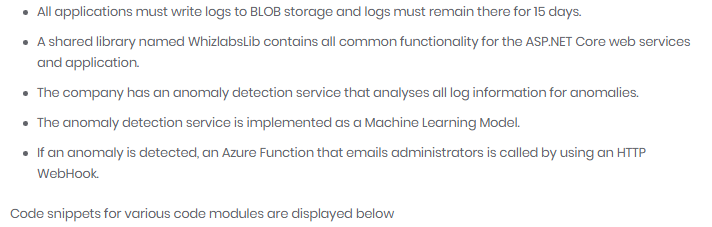 • All applications must write logs to BLOB storage and logs must remain there for 15 days.
• A shared library named WhizlabsLib contains all common functionality for the ASP.NET Core web services
and application.
• The company has an anomaly detection service that analyses all log information for anomalies.
• The anomaly detection service is implemented as a Machine Learning Model.
• If an anomaly is detected, an Azure Function that emails administrators is called by using an HTTP
WebHook.
Code snippets for various code modules are displayed below